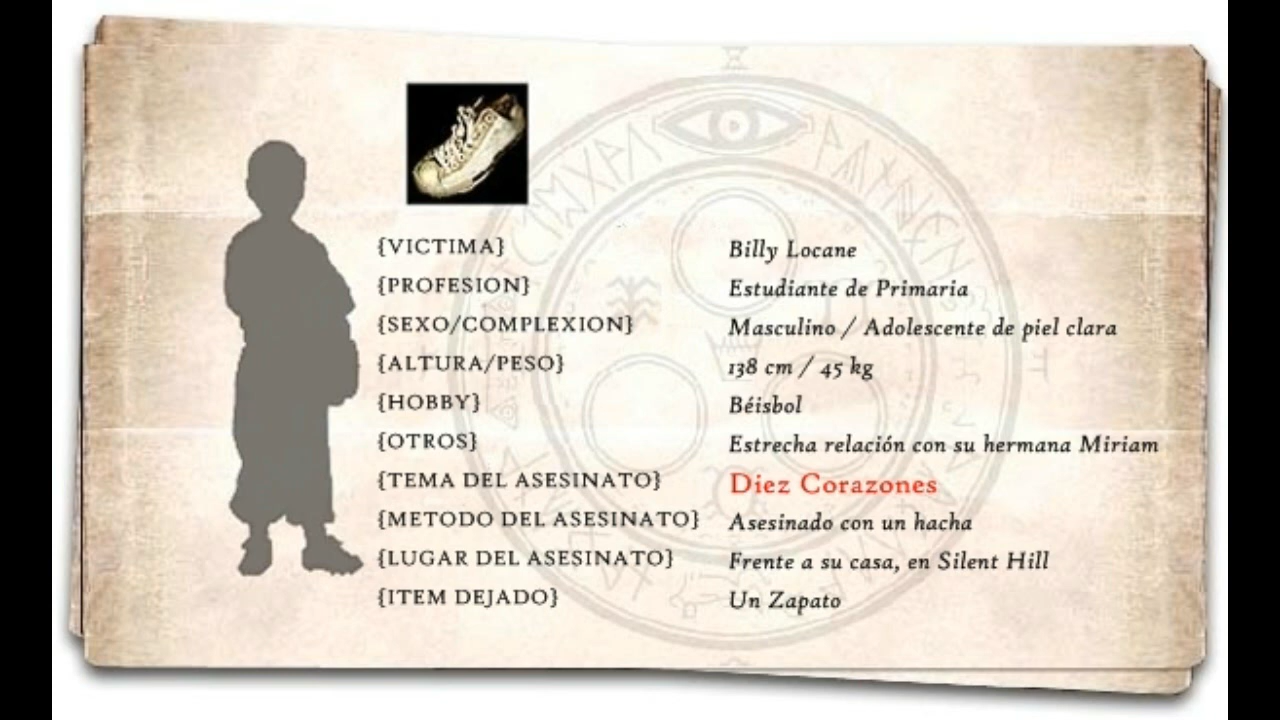 {VICTIMA} Billy Locane
{PROFESION} Estudiante de Primaria
{SEXO/COMPLEXION} Masculino / Adolescente de piel clara
{ALTURA/PESO} 138 cm / 45 kg
{HOBBY} Béisbol
{OTROS} Estrecha relación con su hermana Miriam
{TEMA DEL ASESINATO} Diez Corazones
{METODO DEL ASESINATO} Asesinado con un hacha
{LUGAR DEL ASESINATO} Frente a su casa, en Silent Hill
{ITEM DEJADO} Un Zapato